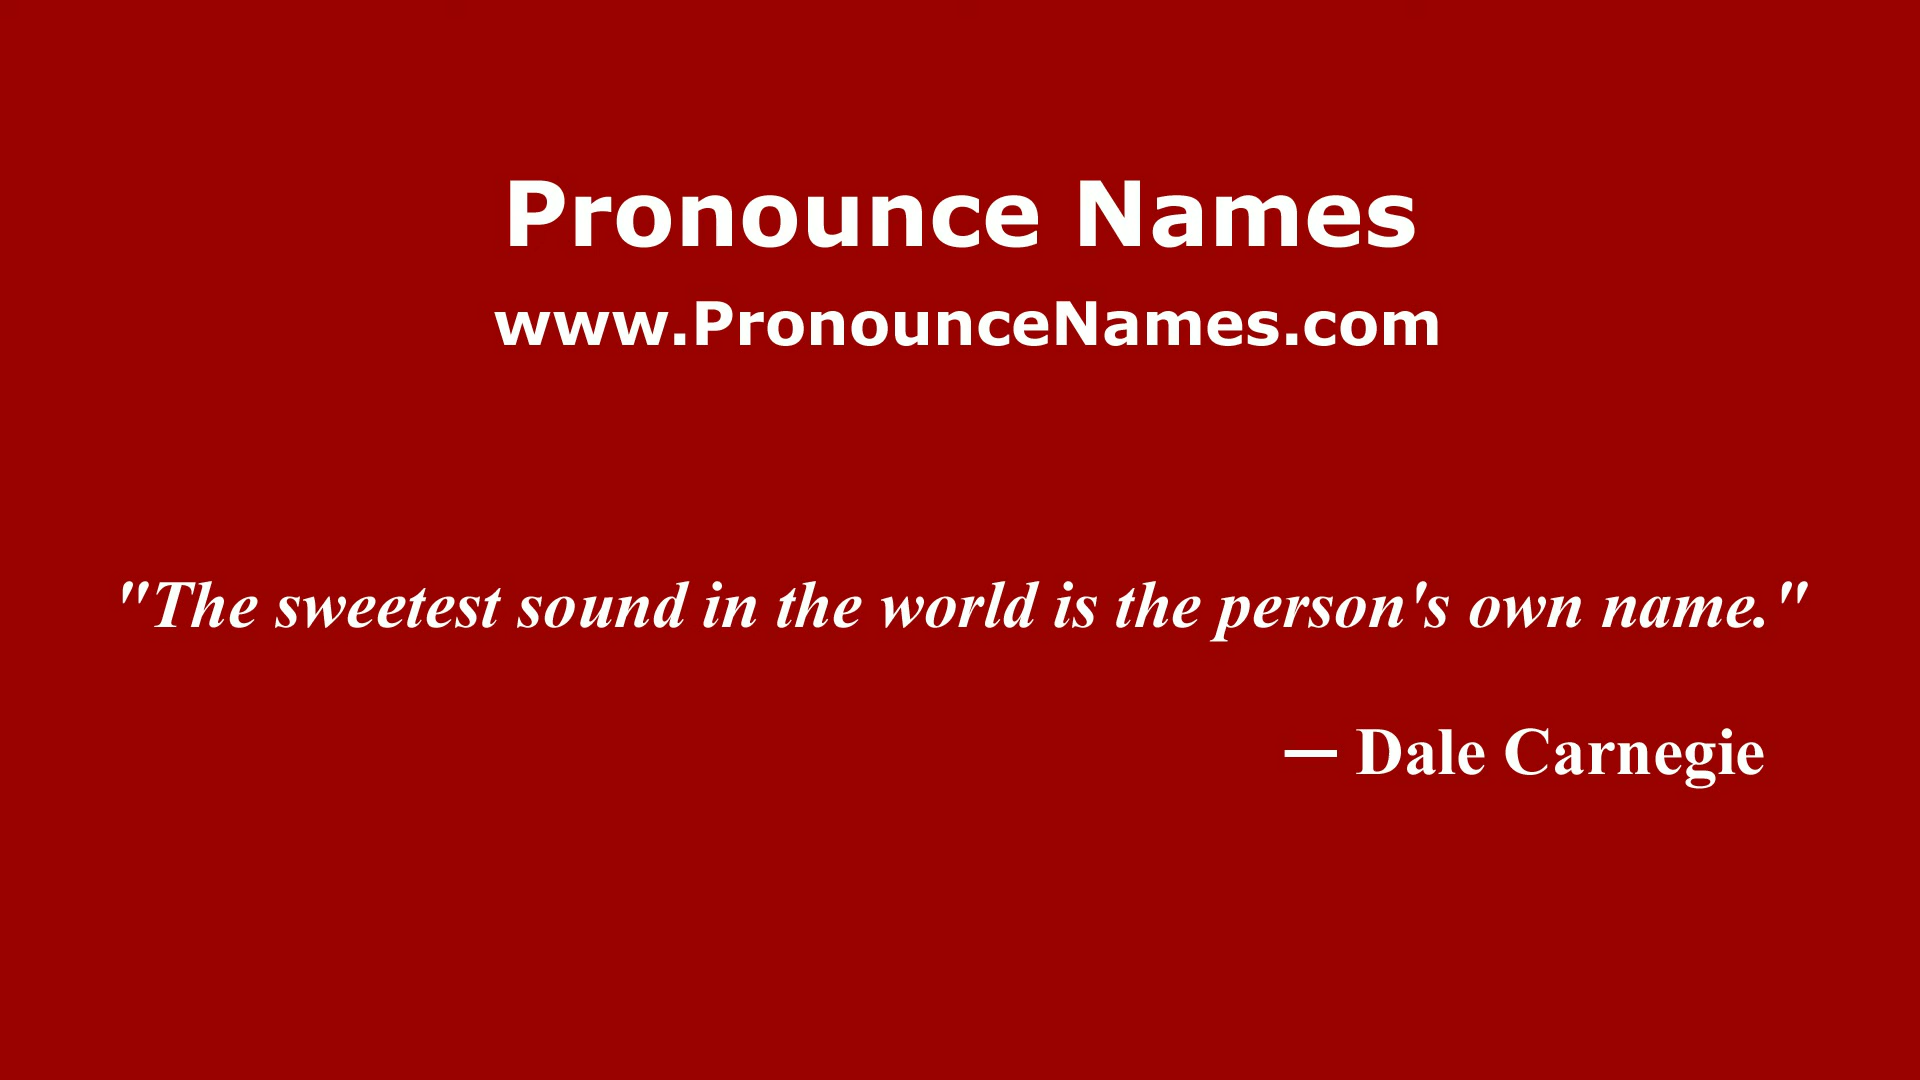 Pronounce Names
www.PronounceNames.com
"The sweetest sound in the world is the person's own name."
— Dale Carnegie